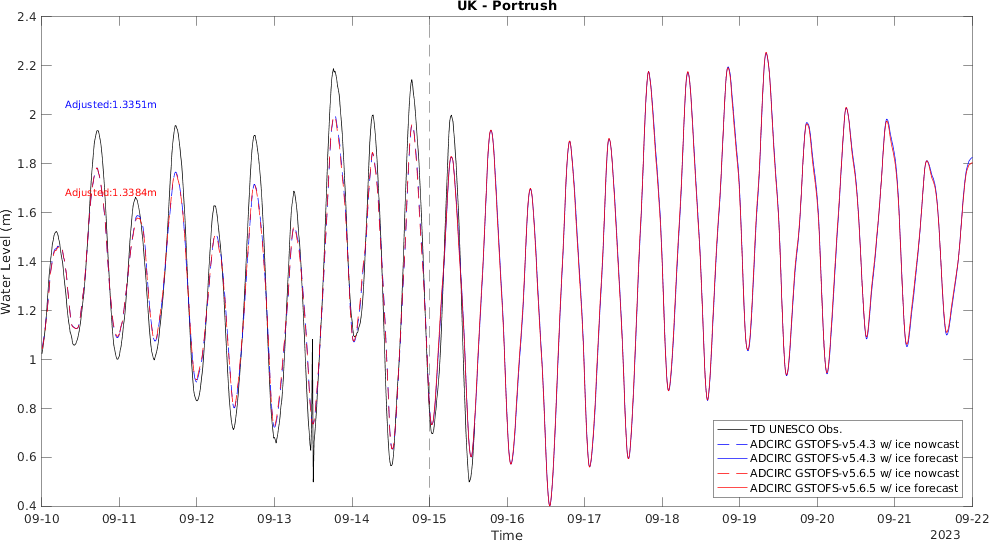 UK - Portrush
2.4
2.2
2
1.8
1.6
1.4
1.2
1
0.8
0.6
0.4
Water Level (m)
Adjusted:1.3351m
Adjusted:1.3384m
TD UNESCO Obs.
ADCIRC GSTOFS-v5.4.3 w/ ice nowcast
ADCIRC GSTOFS-v5.4.3 w/ ice forecast
ADCIRC GSTOFS-v5.6.5 w/ ice nowcast
ADCIRC GSTOFS-v5.6.5 w/ ice forecast
09-10 09-11 09-12 09-13 09-14 09-15 09-16 09-17 09-18 09-19 09-20 09-21 09-22
Time
2023